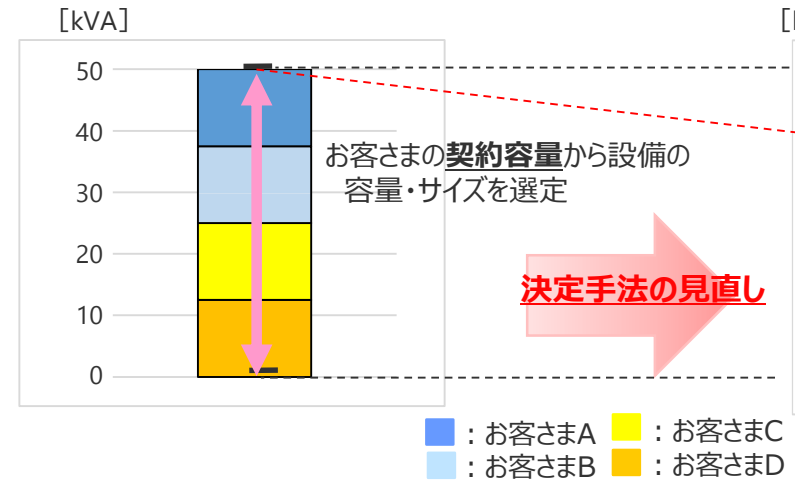 [kVA]
50
40
30
20
10
0
お客さまの契約容量から設備の
容量・サイズを選定
決定手法の見直し
：お客さまA ：お客さまC
：お客さまB ：お客さまD